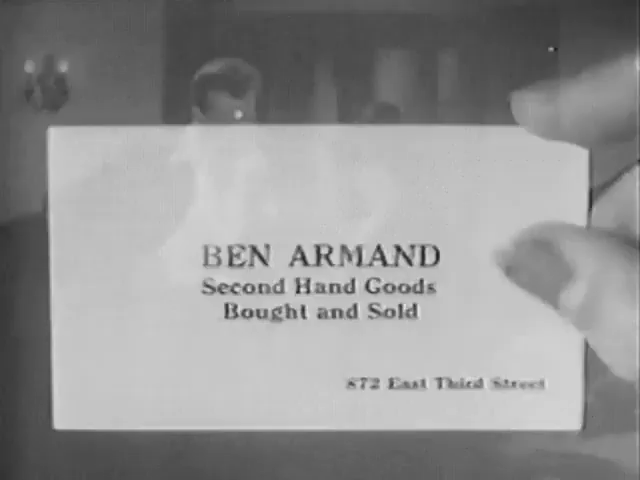 BEN ARMAND
Second Hand Goods
Bought and Sold
872 East Third Street